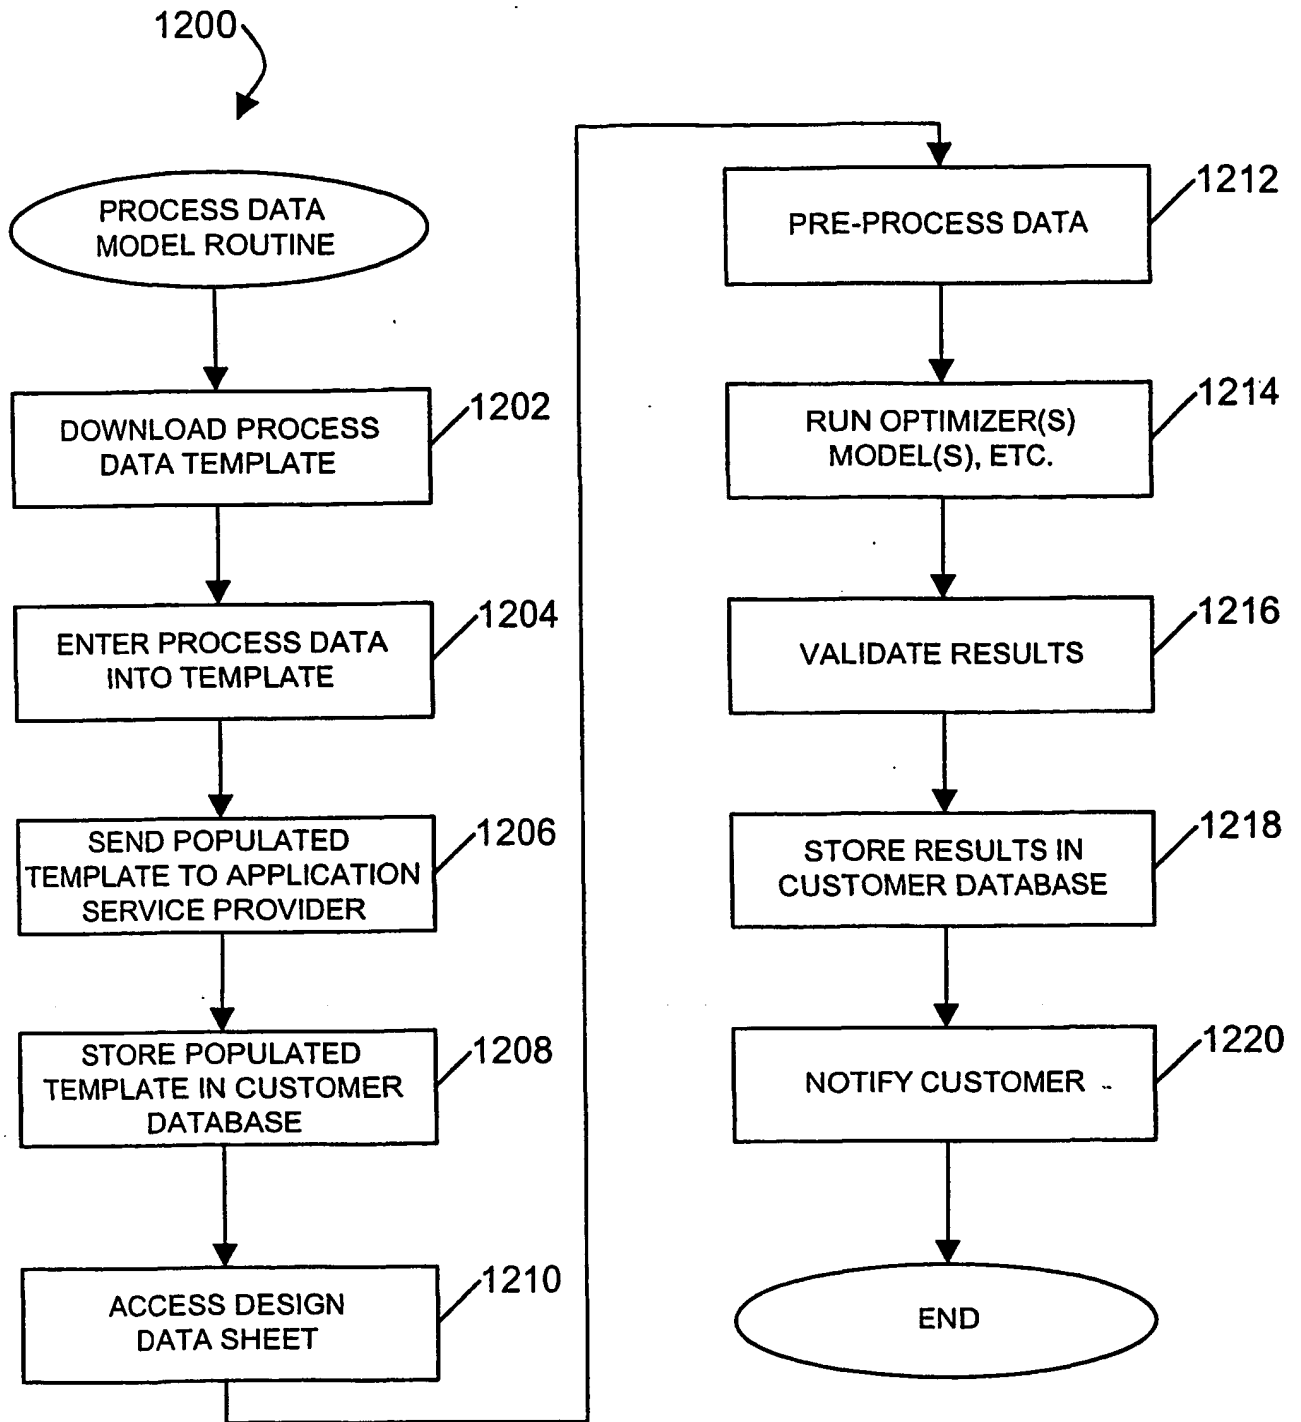 1200
PROCESS DATA
MODEL ROUTINE
DOWNLOAD PROCESS
DATA TEMPLATE
1202
ENTER PROCESS DATA
INTO TEMPLATE
1204
SEND POPULATED
TEMPLATE TO APPLICATION
SERVICE PROVIDER
1206
STORE POPULATED
TEMPLATE IN CUSTOMER
DATABASE
1208
ACCESS DESIGN
DATA SHEET
1210
PRE-PROCESS DATA
1212
RUN OPTIMIZER(S)
MODEL(S), ETC.
1214
VALIDATE RESULTS
1216
STORE RESULTS IN
CUSTOMER DATABASE
1218
NOTIFY CUSTOMER
1220
END